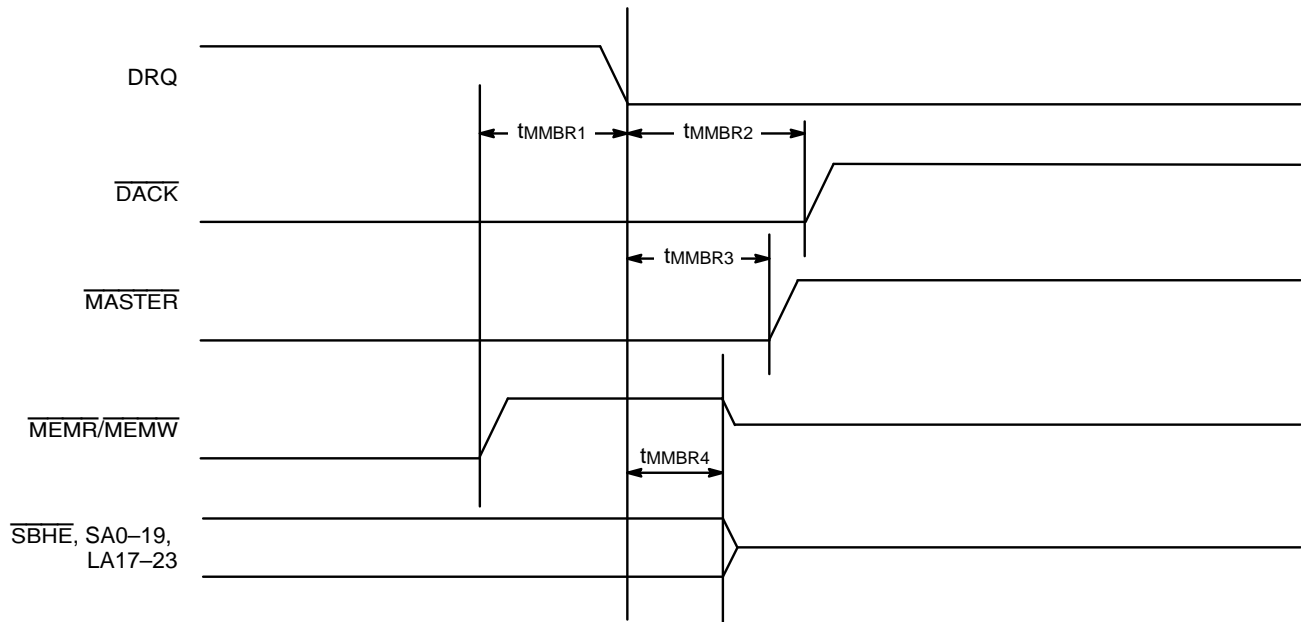 DRQ
tMMBR1
tMMBR2
DACK
tMMBR3
MASTER
MEMR/MEMW
tMMBR4
SBHE, SA0–19,
LA17–23